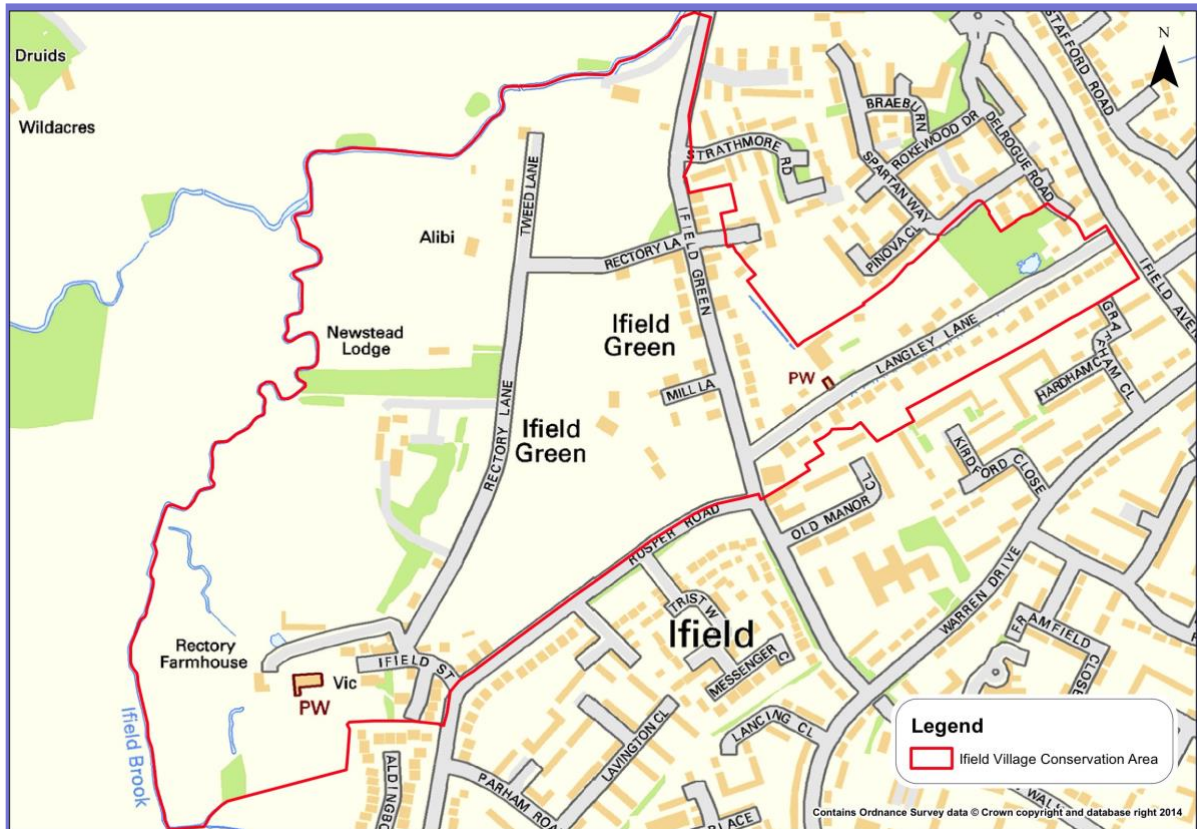 Druids
Wildacres
N
STAFFORD ROAD
BRAEBURN
ROKEWOOD DR
DELROGUE ROAD
STRATHMORE RD
SPARTAN WAY
TWEED LANE
Alibi
RECTORY LA
IFIELD GREEN
PINOVA CL
IFIELD AVE
Newstead
Lodge
Ifield
Green
LANGLEY LANE
PW
MILL LA
HARDHAM C
Ifield
Green
RECTORY LANE
KIRDFORD CLOSE
OLD MANOR CL
RUSPER ROAD
WARREN DRIVE
TRIST W
Ifield
MESSENGER C
FRAMFIELD CLOSE
Rectory
Farmhouse
IFIELD ST
Vic
PW
LANCING CL
LAVINGTON CL
Ifield Brook
PARHAM ROA
PLACE
Legend
Ifield Village Conservation Area
Contains Ordnance Survey data © Crown copyright and database right 2014